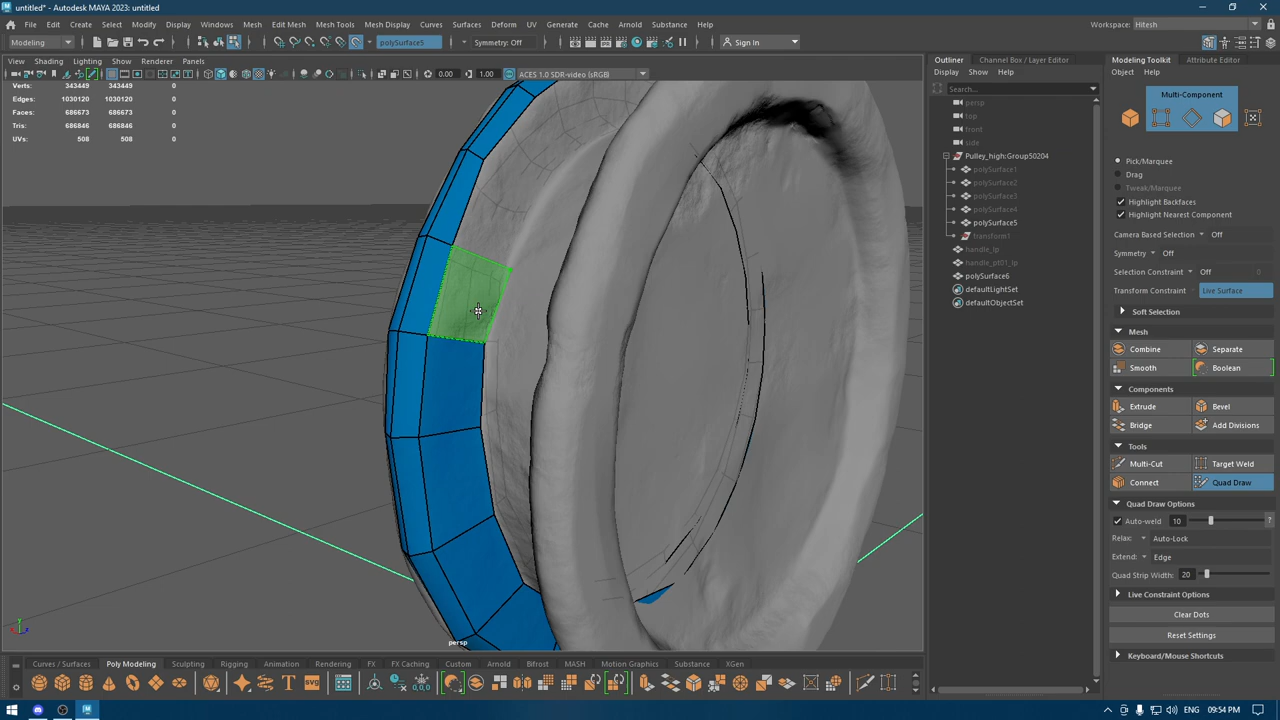 untitled* - Autodesk MAYA 2023: untitled
File Edit Create Select Modify Display Windows Mesh Edit Mesh Mesh Tools Mesh Display Curves Surfaces Deform UV Generate Cache Arnold Substance Help
Workspace: Hitesh
Modeling
polySurface5
Symmetry: Off
Sign In
View Shading Lighting Show Renderer Panels
0.00
1.00
ACES 1.0 SDR-video (sRGB)
Verts: 343449 343449 0
Edges: 1030120 1030120 0
Faces: 686673 686673 0
Tris: 686846 686846 0
UVs: 508 508 0
persp
Outliner
Channel Box / Layer Editor
Display Show Help
Search...
persp
top
front
side
Pulley_high:Group50204
polySurface1
polySurface2
polySurface3
polySurface4
polySurface5
transform1
handle_lp
handle_pt01_lp
polySurface6
defaultLightSet
defaultObjectSet
Modeling Toolkit
Attribute Editor
Object Help
Multi-Component
Pick/Marquee
Drag
Tweak/Marquee
Highlight Backfaces
Highlight Nearest Component
Camera Based Selection Off
Symmetry Off
Selection Constraint Off 0
Transform Constraint Live Surface
Soft Selection
Mesh
Combine Separate
Smooth Boolean
Components
Extrude Bevel
Bridge Add Divisions
Tools
Multi-Cut Target Weld
Connect Quad Draw
Quad Draw Options
Auto-weld 10 ?
Relax: Auto-Lock
Extend: Edge
Quad Strip Width: 20
Live Constraint Options
Clear Dots
Reset Settings
Keyboard/Mouse Shortcuts
Curves / Surfaces Poly Modeling Sculpting Rigging Animation Rendering FX FX Caching Custom Arnold Bifrost MASH Motion Graphics Substance XGen
SVG
0,0,0
ENG 09:54 PM